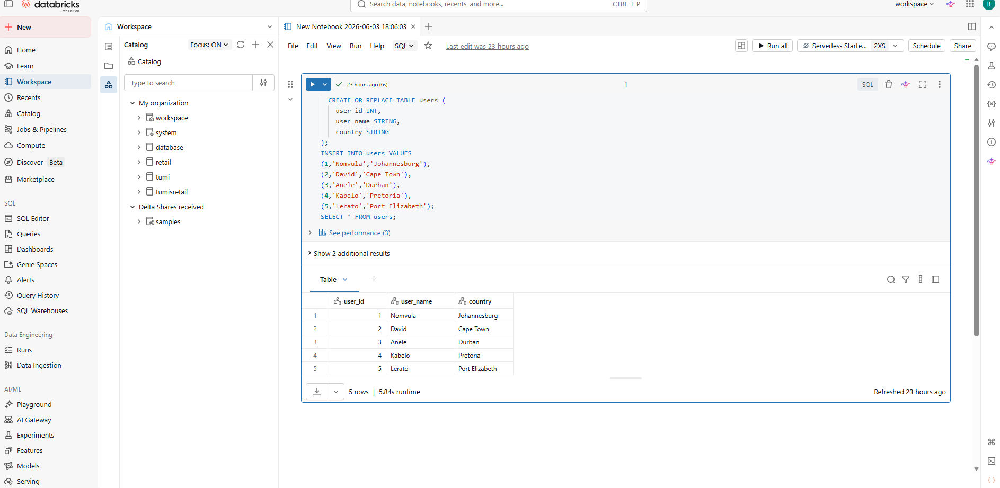 databricks
Free Edition
Search data, notebooks, recents, and more...
CTRL + P
workspace
B
New
Home
Learn
Workspace
Recents
Catalog
Jobs & Pipelines
Compute
Discover Beta
Marketplace
SQL
SQL Editor
Queries
Dashboards
Genie Spaces
Alerts
Query History
SQL Warehouses
Data Engineering
Runs
Data Ingestion
AI/ML
Playground
AI Gateway
Experiments
Features
Models
Serving
Workspace
Catalog
Focus: ON
Catalog
Type to search
My organization
workspace
system
database
retail
tumi
tumisretail
Delta Shares received
samples
New Notebook 2026-06-03 18:06:03
File Edit View Run Help SQL
Last edit was 23 hours ago
Run all
Serverless Starte... 2XS
Schedule
Share
23 hours ago (6s)
1
SQL
CREATE OR REPLACE TABLE users (
user_id INT,
user_name STRING,
country STRING
);
INSERT INTO users VALUES
(1,'Nomvula','Johannesburg'),
(2,'David','Cape Town'),
(3,'Anele','Durban'),
(4,'Kabelo','Pretoria'),
(5,'Lerato','Port Elizabeth');
SELECT * FROM users;
See performance (3)
Show 2 additional results
Table
user_id user_name country
1 1 Nomvula Johannesburg
2 2 David Cape Town
3 3 Anele Durban
4 4 Kabelo Pretoria
5 5 Lerato Port Elizabeth
5 rows | 5.84s runtime
Refreshed 23 hours ago